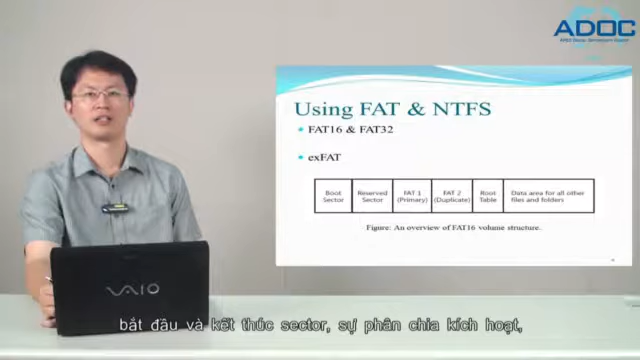 ADOC
Using FAT & NTFS
FAT16 & FAT32
exFAT
Boot Sector
Reserved Sector
FAT 1 (Primary)
FAT 2 (Duplicate)
Root Table
Data area for all other files and folders
Figure: An overview of FAT16 volume structure.
VAIO
bắt đầu và kết thúc sector, sự phân chia kích hoạt,